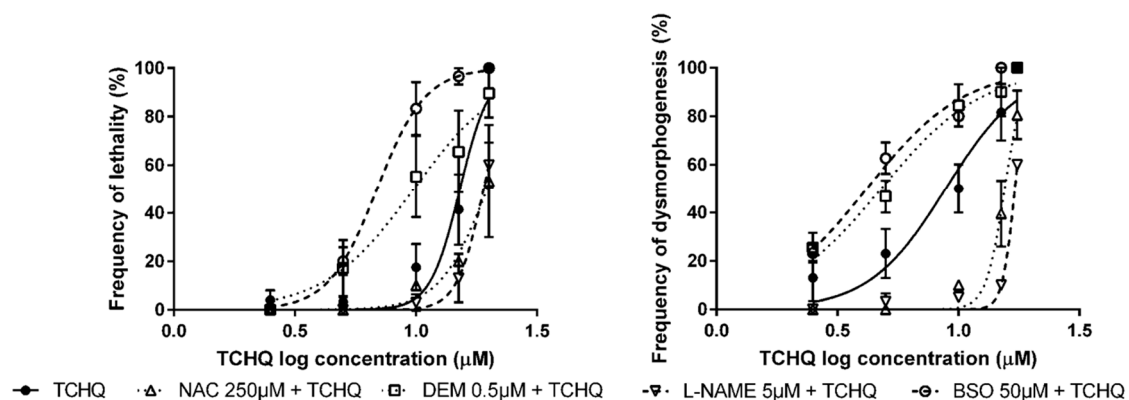 Frequency of lethality (%)
100
80
60
40
20
0
0.0 0.5 1.0 1.5
TCHQ log concentration (µM)
Frequency of dysmorphogenesis (%)
100
80
60
40
20
0
0.0 0.5 1.0 1.5
TCHQ log concentration (µM)
TCHQ NAC 250µM + TCHQ DEM 0.5µM + TCHQ L-NAME 5µM + TCHQ BSO 50µM + TCHQ